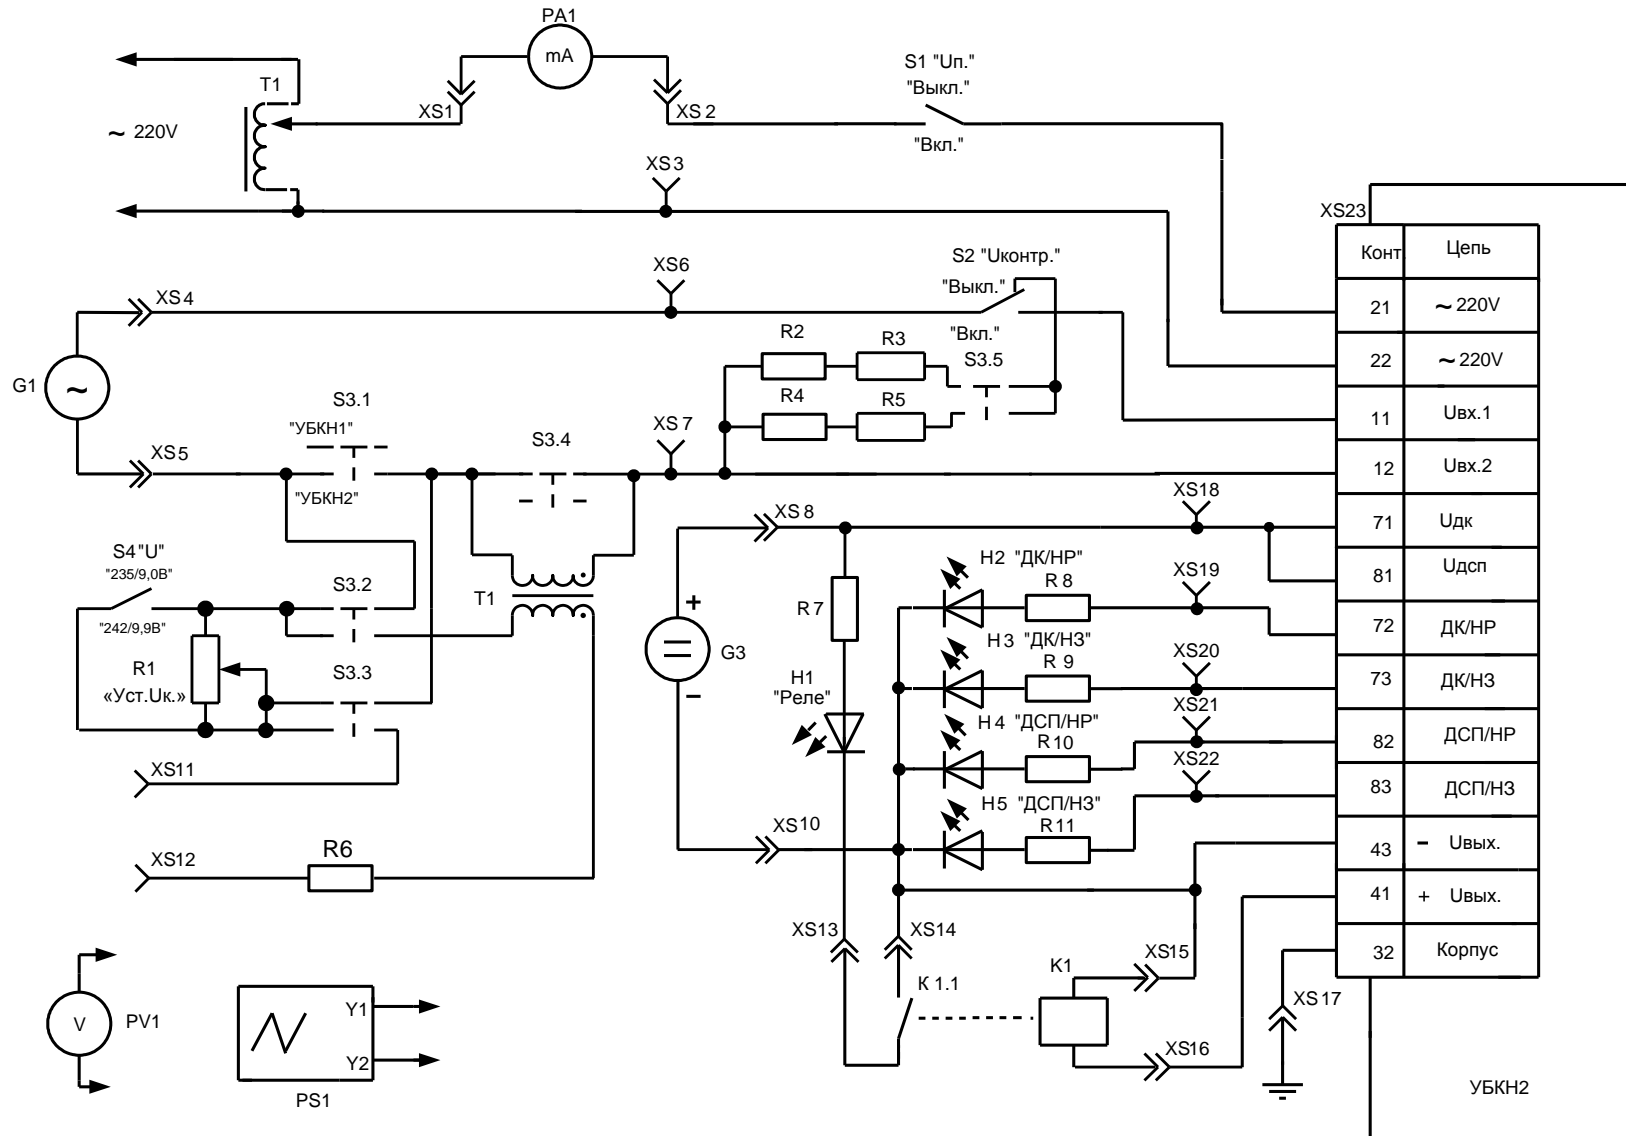 PA1
mA
T1
~ 220V
XS1
XS 2
S1 "Uп."
"Выкл."
"Вкл."
XS 3
XS23
Конт
Цепь
21
~ 220V
22
~ 220V
11
Uвх.1
12
Uвх.2
71
Uдк
81
Uдсп
72
ДК/НР
73
ДК/НЗ
82
ДСП/НР
83
ДСП/НЗ
43
- Uвых.
41
+ Uвых.
32
Корпус
XS 4
XS6
S2 "Uконтр."
"Выкл."
"Вкл."
G1
~
R2
R3
S3.5
R4
R5
S3.1
"УБКН1"
"УБКН2"
XS 5
S3.4
XS 7
XS 8
XS18
S4 "U"
"235/9,0В"
"242/9,9В"
S3.2
T1
R1
«Уст.Uк.»
S3.3
XS11
XS12
R6
+
G3
−
R 7
H1
"Реле"
H2 "ДК/НР"
R 8
XS19
H 3 "ДК/НЗ"
R 9
XS20
H 4 "ДСП/НР"
R10
XS21
H 5 "ДСП/НЗ"
R11
XS22
XS10
XS13
XS14
XS15
K1
К 1.1
XS16
XS 17
V
PV1
Y1
Y2
PS1
УБКН2